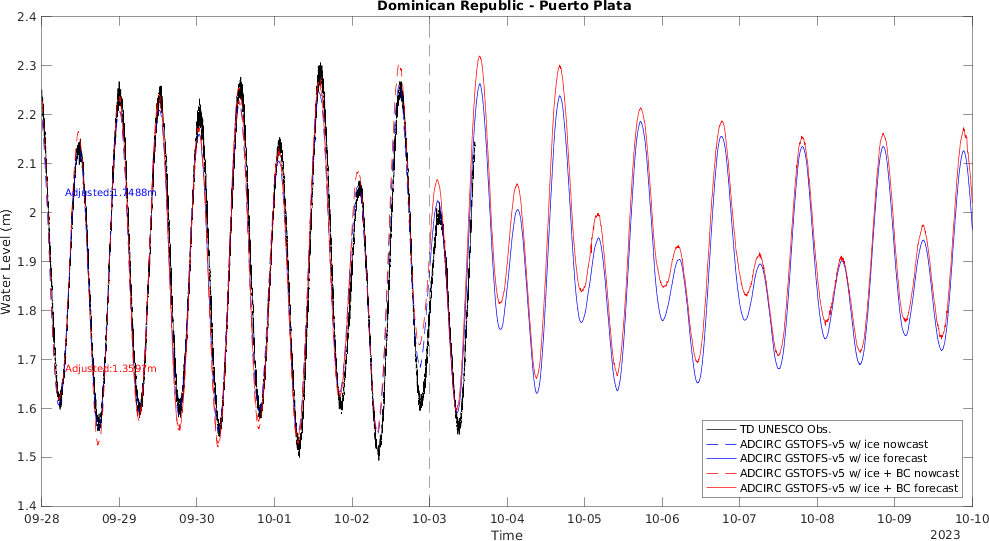 Dominican Republic - Puerto Plata
2.4
2.3
2.2
2.1
2
1.9
1.8
1.7
1.6
1.5
1.4
Water Level (m)
Adjusted:1.7488m
Adjusted:1.3597m
TD UNESCO Obs.
ADCIRC GSTOFS-v5 w/ ice nowcast
ADCIRC GSTOFS-v5 w/ ice forecast
ADCIRC GSTOFS-v5 w/ ice + BC nowcast
ADCIRC GSTOFS-v5 w/ ice + BC forecast
09-28 09-29 09-30 10-01 10-02 10-03 10-04 10-05 10-06 10-07 10-08 10-09 10-10
Time
2023